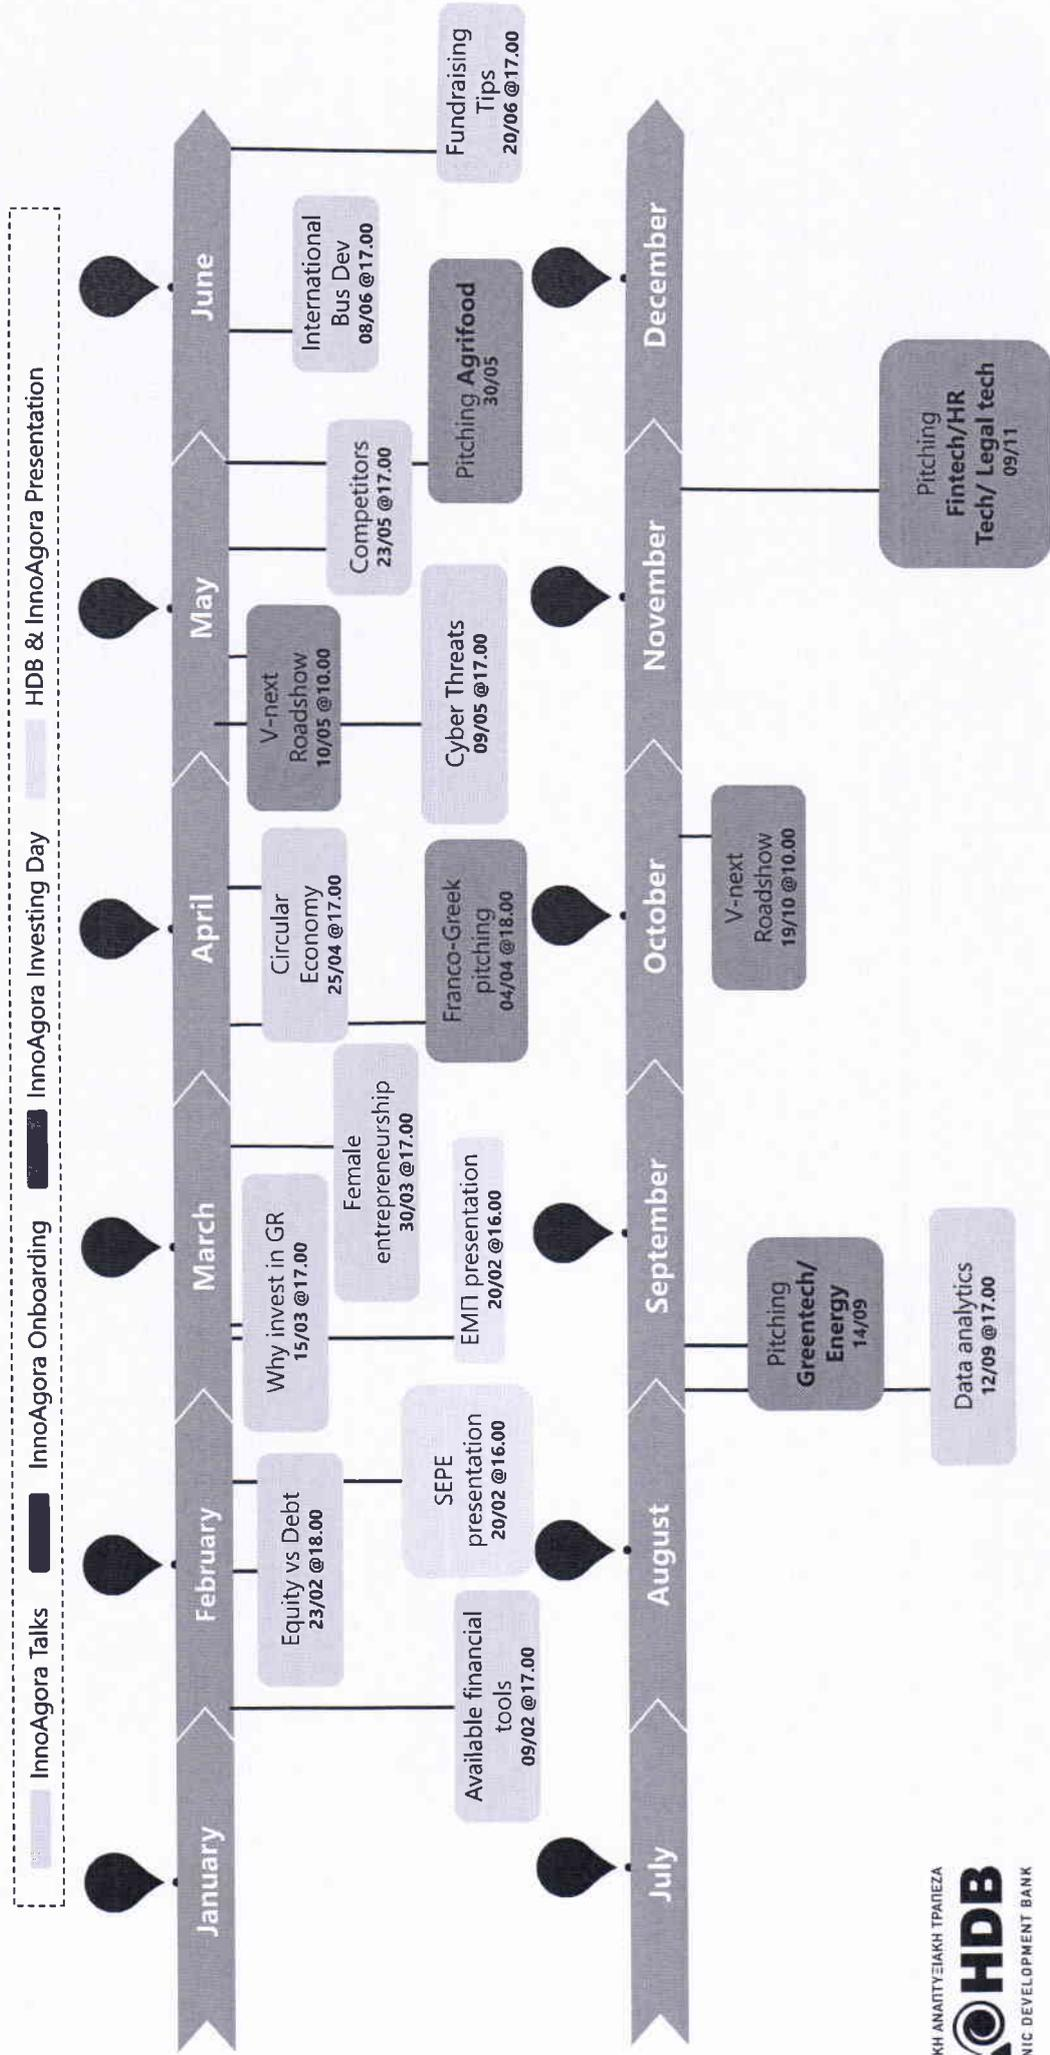 InnoAgora Talks
InnoAgora Onboarding
InnoAgora Investing Day
HDB & InnoAgora Presentation
January
February
March
April
May
June
Available financial
tools
09/02 @17.00
Equity vs Debt
23/02 @18.00
SEPE
presentation
20/02 @16.00
Why invest in GR
15/03 @17.00
ΕΜΠ presentation
20/02 @16.00
Female
entrepreneurship
30/03 @17.00
Circular
Economy
25/04 @17.00
Franco-Greek
pitching
04/04 @18.00
V-next
Roadshow
10/05 @10.00
Cyber Threats
09/05 @17.00
Competitors
23/05 @17.00
Pitching Agrifood
30/05
International
Bus Dev
08/06 @17.00
Fundraising
Tips
20/06 @17.00
July
August
September
October
November
December
Pitching
Greentech/
Energy
14/09
Data analytics
12/09 @17.00
V-next
Roadshow
19/10 @10.00
Pitching
Fintech/HR
Tech/ Legal tech
09/11
ΚΗ ΑΝΑΠΤΥΞΙΑΚΗ ΤΡΑΠΕΖΑ
HDB
NIC DEVELOPMENT BANK